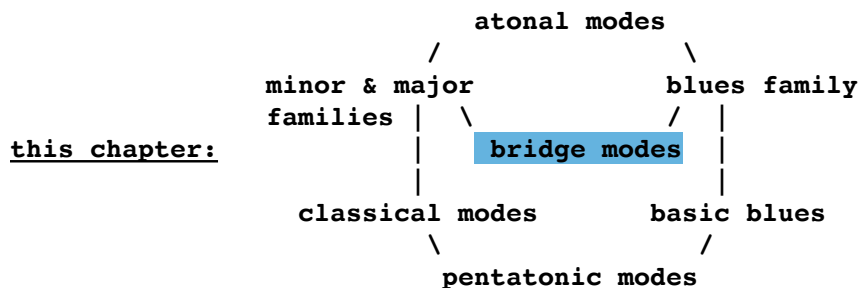 atonal modes
/ \
minor & major blues family
families | \ / |
this chapter: | bridge modes |
| |
classical modes basic blues
\ /
pentatonic modes